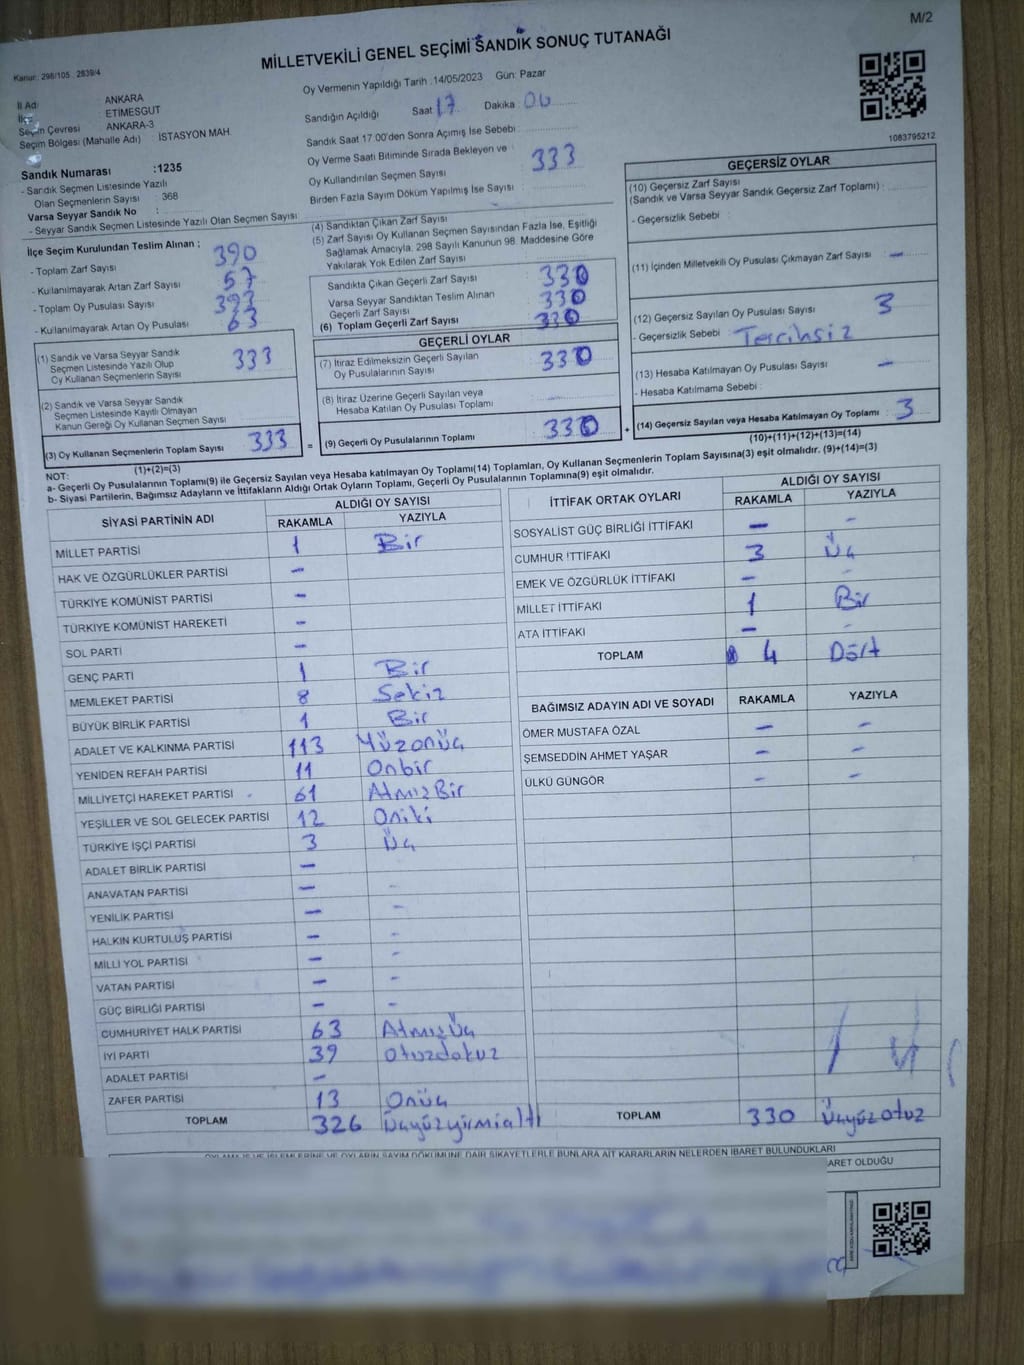 M/2
MİLLETVEKİLİ GENEL SEÇİMİ SANDIK SONUÇ TUTANAĞI
Kanun: 298/105, 2839/4
İl Adı : ANKARA
İlçe : ETİMESGUT
Seçim Çevresi : ANKARA-3
Seçim Bölgesi (Mahalle Adı) : İSTASYON MAH.
Oy Vermenin Yapıldığı Tarih :14/05/2023 Gün: Pazar
Sandığın Açıldığı Saat 17 Dakika : 06
Sandık Saat 17:00'den Sonra Açımış İse Sebebi :
Oy Verme Saati Bitiminde Sırada Bekleyen ve
Oy Kullandırılan Seçmen Sayısı : 333
Birden Fazla Sayım Döküm Yapılmış İse Sayısı :
1083795212
Sandık Numarası :1235
- Sandık Seçmen Listesinde Yazılı
Olan Seçmenlerin Sayısı : 368
Varsa Seyyar Sandık No :
- Seyyar Sandık Seçmen Listesinde Yazılı Olan Seçmen Sayısı
İlçe Seçim Kurulundan Teslim Alınan ;
- Toplam Zarf Sayısı : 390
- Kullanılmayarak Artan Zarf Sayısı : 57
- Toplam Oy Pusulası Sayısı : 393
- Kullanılmayarak Artan Oy Pusulası : 63
(1) Sandık ve Varsa Seyyar Sandık
Seçmen Listesinde Yazılı Olup
Oy Kullanan Seçmenlerin Sayısı 333
(2) Sandık ve Varsa Seyyar Sandık
Seçmen Listesinde Kayıtlı Olmayan
Kanun Gereği Oy Kullanan Seçmen Sayısı
(3) Oy Kullanan Seçmenlerin Toplam Sayısı 333
(1)+(2)=(3)
(4) Sandıktan Çıkan Zarf Sayısı
(5) Zarf Sayısı Oy Kullanan Seçmen Sayısından Fazla İse, Eşitliği
Sağlamak Amacıyla, 298 Sayılı Kanunun 98. Maddesine Göre
Yakılarak Yok Edilen Zarf Sayısı
Sandıkta Çıkan Geçerli Zarf Sayısı 330
Varsa Seyyar Sandıktan Teslim Alınan
Geçerli Zarf Sayısı 330
(6) Toplam Geçerli Zarf Sayısı 330
GEÇERLİ OYLAR
(7) İtiraz Edilmeksizin Geçerli Sayılan
Oy Pusulalarının Sayısı : 330
(8) İtiraz Üzerine Geçerli Sayılan veya
Hesaba Katılan Oy Pusulası Toplamı
= (9) Geçerli Oy Pusulalarının Toplamı : 330 +
GEÇERSİZ OYLAR
(10) Geçersiz Zarf Sayısı
(Sandık ve Varsa Seyyar Sandık Geçersiz Zarf Toplamı) :
- Geçersizlik Sebebi :
(11) İçinden Milletvekili Oy Pusulası Çıkmayan Zarf Sayısı : -
(12) Geçersiz Sayılan Oy Pusulası Sayısı : 3
- Geçersizlik Sebebi : Tercihsiz
(13) Hesaba Katılmayan Oy Pusulası Sayısı : -
- Hesaba Katılmama Sebebi :
(14) Geçersiz Sayılan veya Hesaba Katılmayan Oy Toplamı : 3
(10)+(11)+(12)+(13)=(14)
NOT:
a- Geçerli Oy Pusulalarının Toplamı(9) ile Geçersiz Sayılan veya Hesaba katılmayan Oy Toplamı(14) Toplamları, Oy Kullanan Seçmenlerin Toplam Sayısına(3) eşit olmalıdır. (9)+(14)=(3)
b- Siyasi Partilerin, Bağımsız Adayların ve İttifakların Aldığı Ortak Oyların Toplamı, Geçerli Oy Pusulalarının Toplamına(9) eşit olmalıdır.
SİYASİ PARTİNİN ADI ALDIĞI OY SAYISI
RAKAMLA YAZIYLA
MİLLET PARTİSİ 1 Bir
HAK VE ÖZGÜRLÜKLER PARTİSİ -
TÜRKİYE KOMÜNİST PARTİSİ -
TÜRKİYE KOMÜNİST HAREKETİ -
SOL PARTİ -
GENÇ PARTİ 1 Bir
MEMLEKET PARTİSİ 8 Sekiz
BÜYÜK BİRLİK PARTİSİ 1 Bir
ADALET VE KALKINMA PARTİSİ 113 Yüzonüç
YENİDEN REFAH PARTİSİ 11 Onbir
MİLLİYETÇİ HAREKET PARTİSİ 61 AtmışBir
YEŞİLLER VE SOL GELECEK PARTİSİ 12 Oniki
TÜRKİYE İŞÇİ PARTİSİ 3 Üç
ADALET BİRLİK PARTİSİ -
ANAVATAN PARTİSİ - -
YENİLİK PARTİSİ - -
HALKIN KURTULUŞ PARTİSİ - -
MİLLİ YOL PARTİSİ - -
VATAN PARTİSİ - -
GÜÇ BİRLİĞİ PARTİSİ - -
CUMHURİYET HALK PARTİSİ 63 AtmışÜç
İYİ PARTİ 39 Otuzdokuz
ADALET PARTİSİ -
ZAFER PARTİSİ 13 Onüç
TOPLAM 326 Üçyüzyirmialtı
İTTİFAK ORTAK OYLARI ALDIĞI OY SAYISI
RAKAMLA YAZIYLA
SOSYALİST GÜÇ BİRLİĞİ İTTİFAKI - -
CUMHUR İTTİFAKI 3 Üç
EMEK VE ÖZGÜRLÜK İTTİFAKI - -
MİLLET İTTİFAKI 1 Bir
ATA İTTİFAKI - -
TOPLAM 4 Dört
BAĞIMSIZ ADAYIN ADI VE SOYADI RAKAMLA YAZIYLA
ÖMER MUSTAFA ÖZAL - -
ŞEMSEDDİN AHMET YAŞAR - -
ÜLKÜ GÜNGÖR - -
TOPLAM 330 Üçyüzotuz
OYLAMA İŞ VE İŞLEMLERİNE VE OYLARIN SAYIM DÖKÜMÜNE DAİR ŞİKAYETLERLE BUNLARA AİT KARARLARIN NELERDEN İBARET BULUNDUKLARI
ARET OLDUĞU